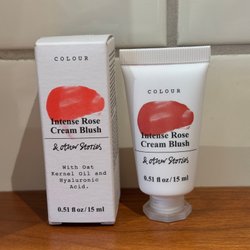 COLOUR
Intense Rose
Cream Blush
& other Stories
With Oat
Kernel Oil and
Hyaluronic
Acid.
0.51 fl oz/15 ml
COLOUR
Intense Rose
Cream Blush
& other Stories
0.51 fl oz/15 ml